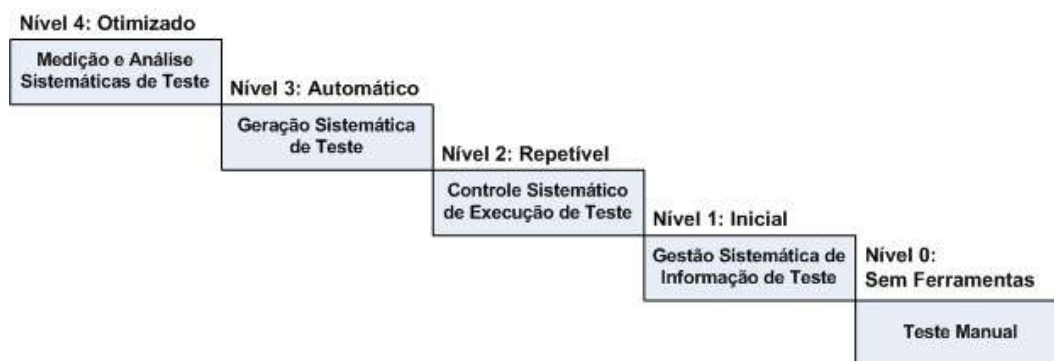 Nível 4: Otimizado
Medição e Análise
Sistemáticas de Teste
Nível 3: Automático
Geração Sistemática
de Teste
Nível 2: Repetível
Controle Sistemático
de Execução de Teste
Nível 1: Inicial
Gestão Sistemática de
Informação de Teste
Nível 0:
Sem Ferramentas
Teste Manual